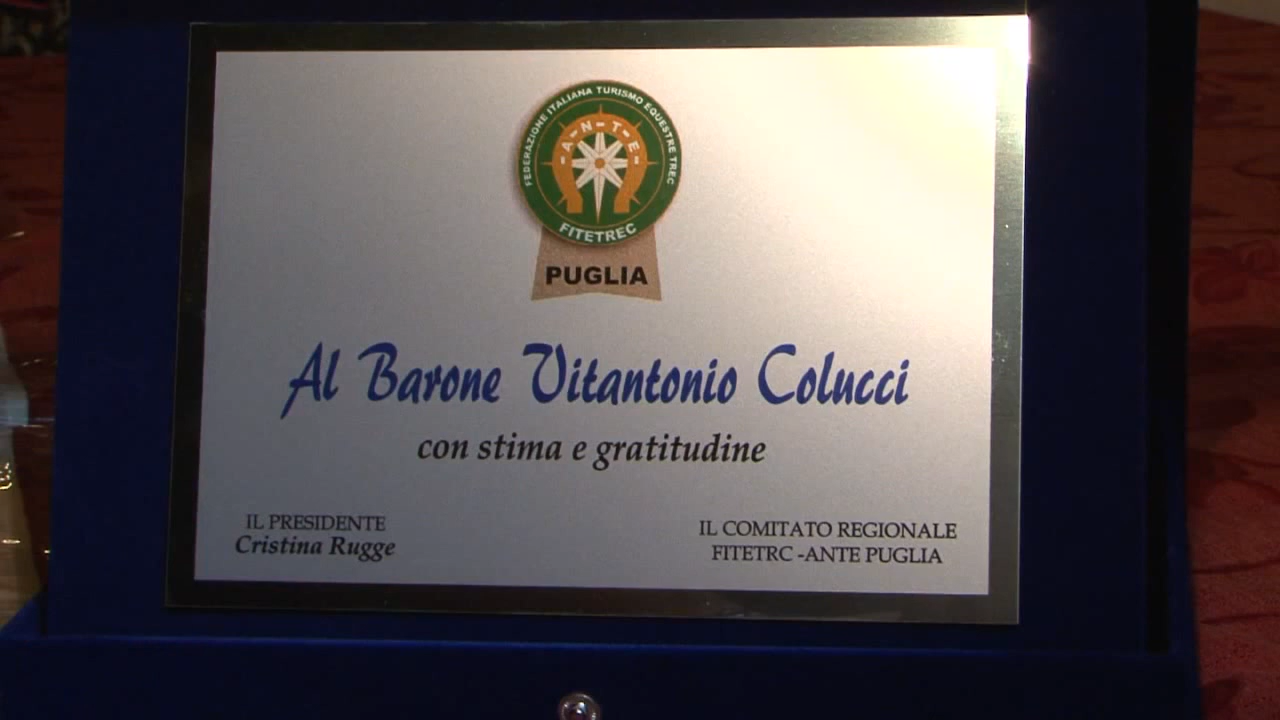 FEDERAZIONE ITALIANA TURISMO EQUESTRE TREC
A-N-T-E
FITETREC
PUGLIA
Al Barone Vitantonio Colucci
con stima e gratitudine
IL PRESIDENTE
Cristina Rugge
IL COMITATO REGIONALE
FITETRC -ANTE PUGLIA